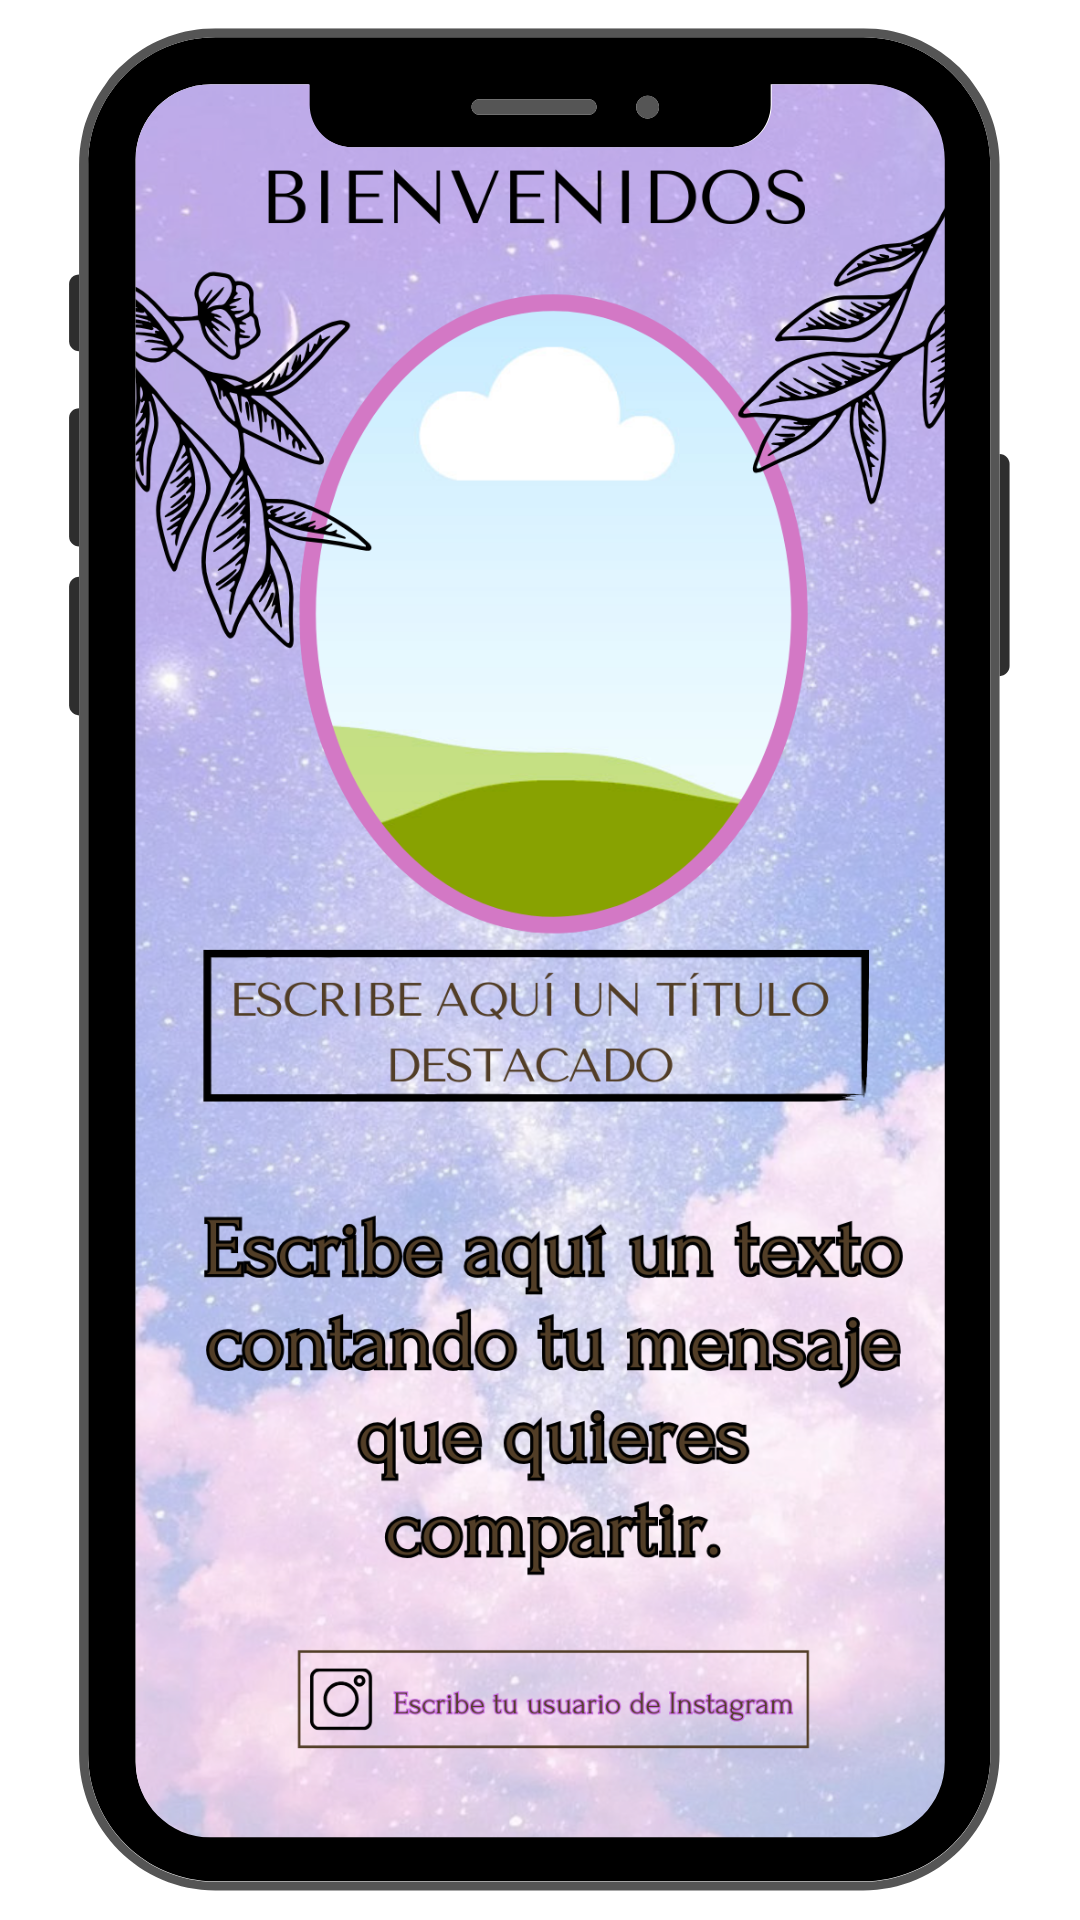 BIENVENIDOS
ESCRIBE AQUÍ UN TÍTULO
DESTACADO
Escribe aquí un texto
contando tu mensaje
que quieres
compartir.
Escribe tu usuario de Instagram